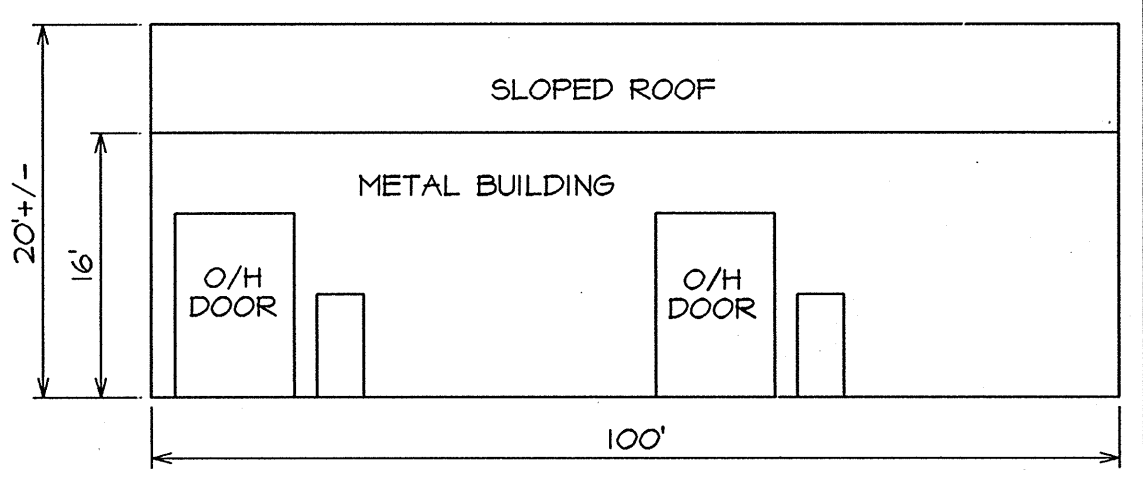 SLOPED ROOF
METAL BUILDING
20'+/-
16'
O/H
DOOR
O/H
DOOR
100'